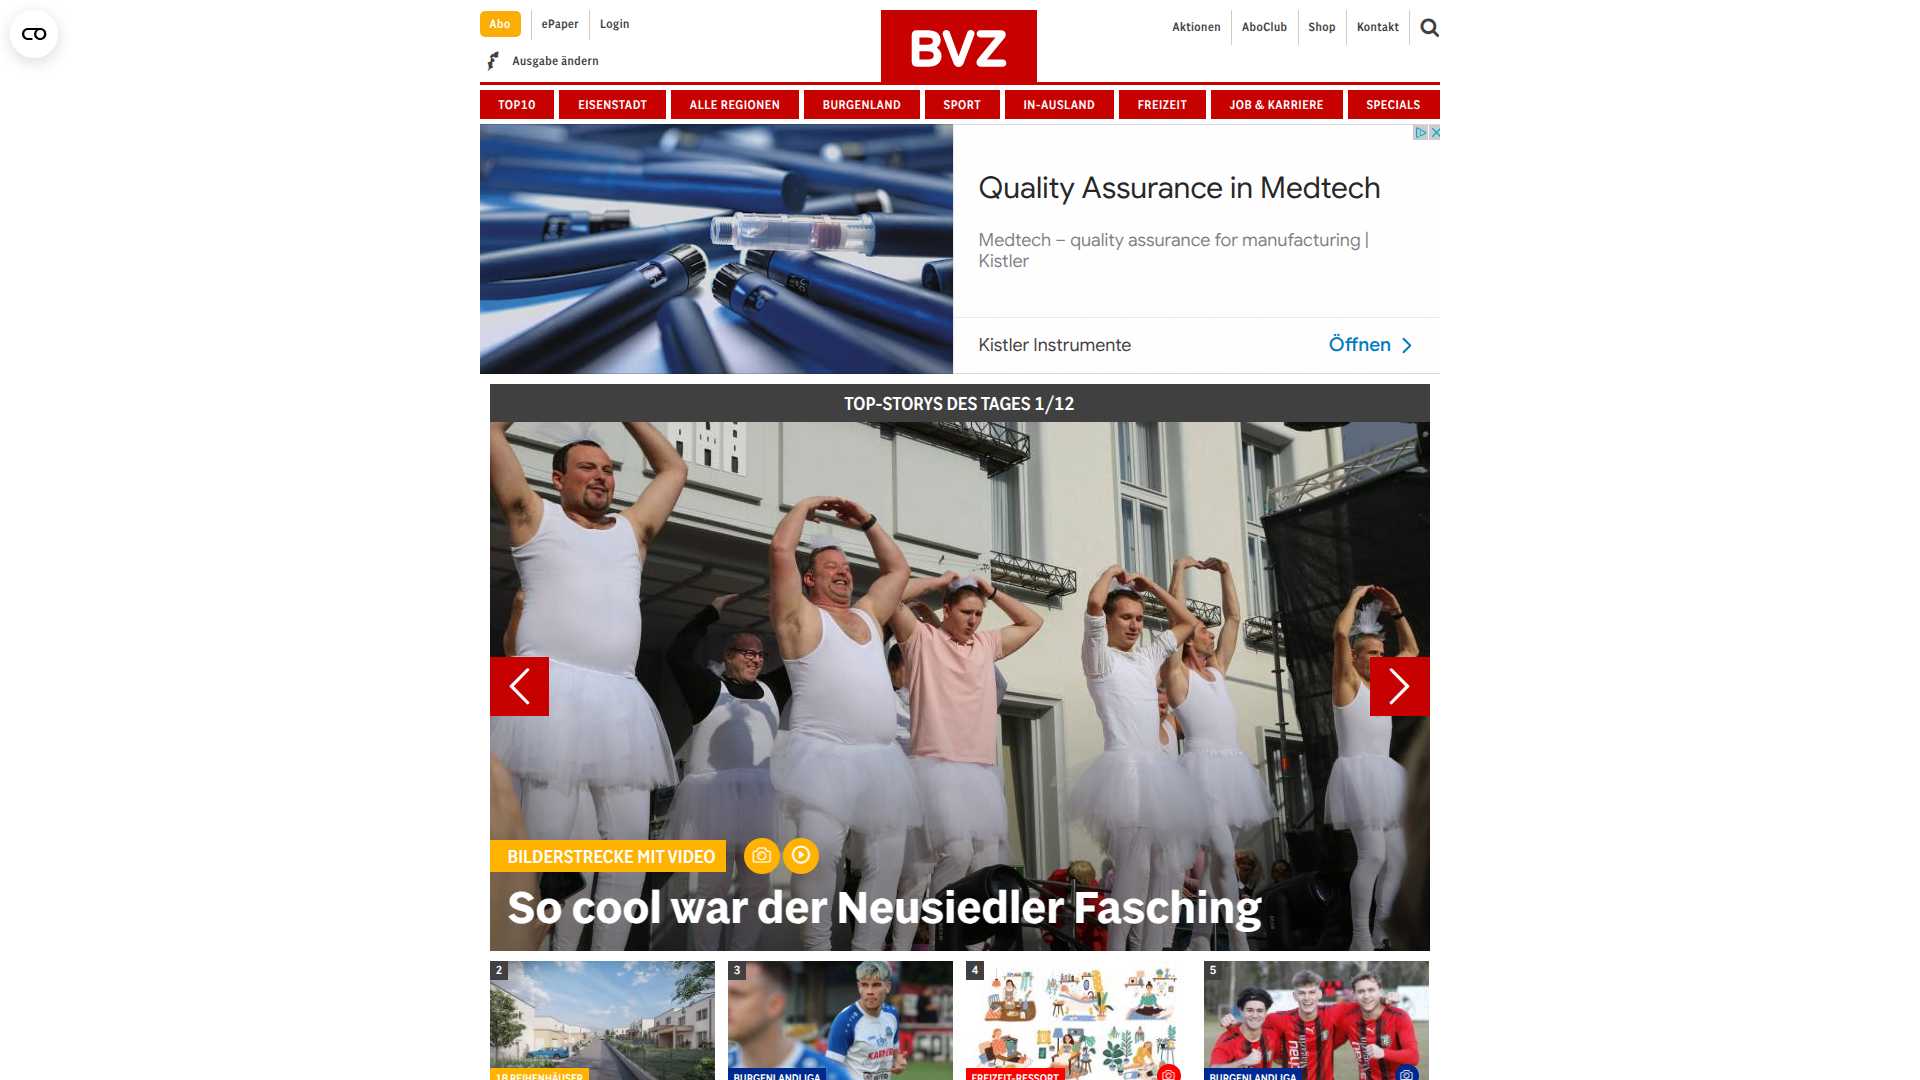 Abo
ePaper
Login
Ausgabe ändern
BVZ
Aktionen
AboClub
Shop
Kontakt
TOP10
EISENSTADT
ALLE REGIONEN
BURGENLAND
SPORT
IN-AUSLAND
FREIZEIT
JOB & KARRIERE
SPECIALS
Quality Assurance in Medtech
Medtech – quality assurance for manufacturing |
Kistler
Kistler Instrumente
Öffnen
TOP-STORYS DES TAGES 1/12
BILDERSTRECKE MIT VIDEO
So cool war der Neusiedler Fasching
2
3
4
5
18 REIHENHÄUSER
BURGENLANDLIGA
FREIZEIT-RESSORT
BURGENLANDLIGA